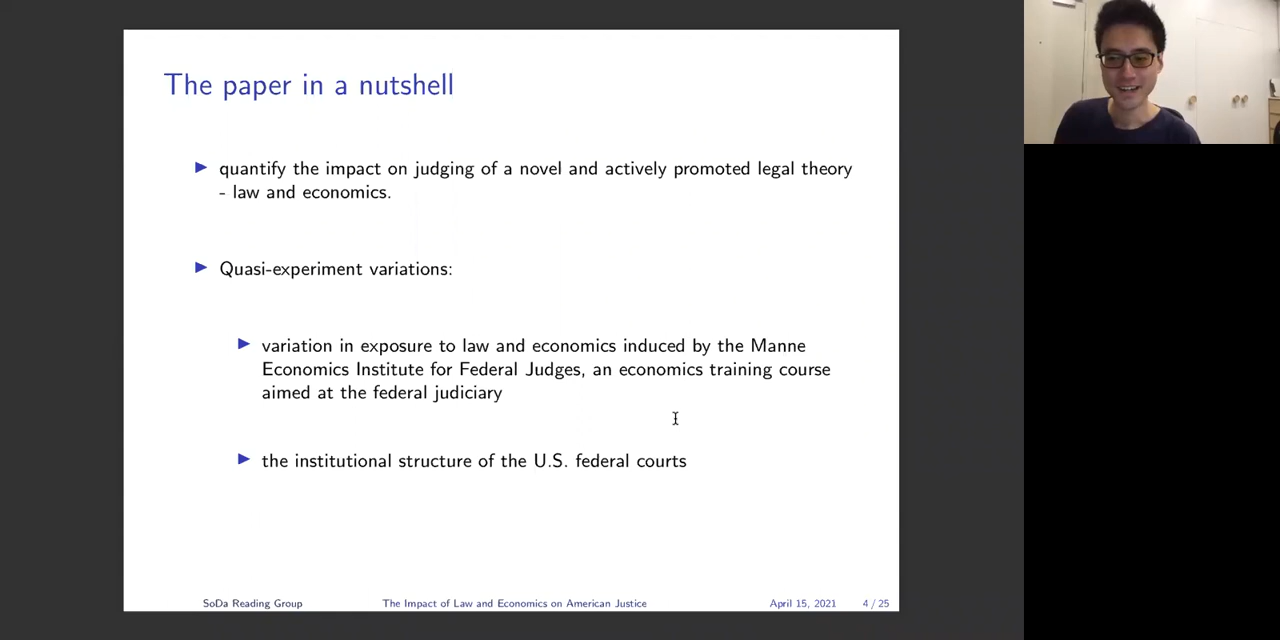 The paper in a nutshell
quantify the impact on judging of a novel and actively promoted legal theory
- law and economics.
Quasi-experiment variations:
variation in exposure to law and economics induced by the Manne
Economics Institute for Federal Judges, an economics training course
aimed at the federal judiciary
the institutional structure of the U.S. federal courts
SoDa Reading Group The Impact of Law and Economics on American Justice April 15, 2021 4 / 25